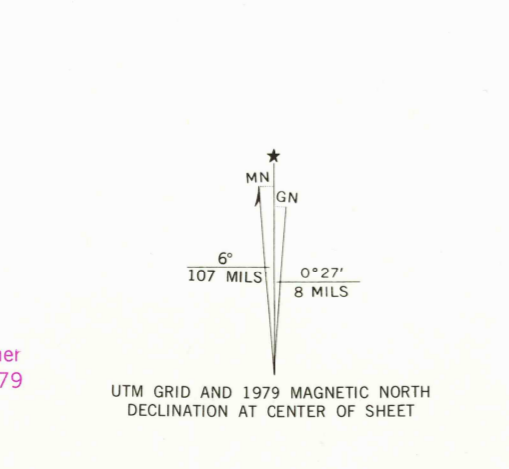 ★
MN
GN
6°
107 MILS
0°27'
8 MILS
79
UTM GRID AND 1979 MAGNETIC NORTH
DECLINATION AT CENTER OF SHEET